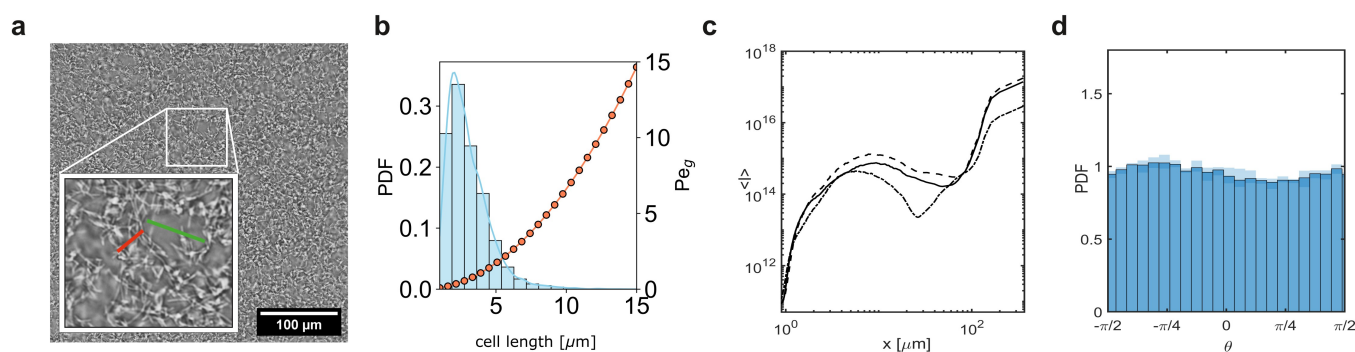 a
100 µm
b
PDF
0.3
0.2
0.1
0.0
5
10
15
cell length [µm]
15
10
5
0
Pe_g
c
<I>
10^18
10^16
10^14
10^12
10^0
10^2
x [µm]
d
PDF
1.5
1
0.5
0
-π/2
-π/4
0
π/4
π/2
θ